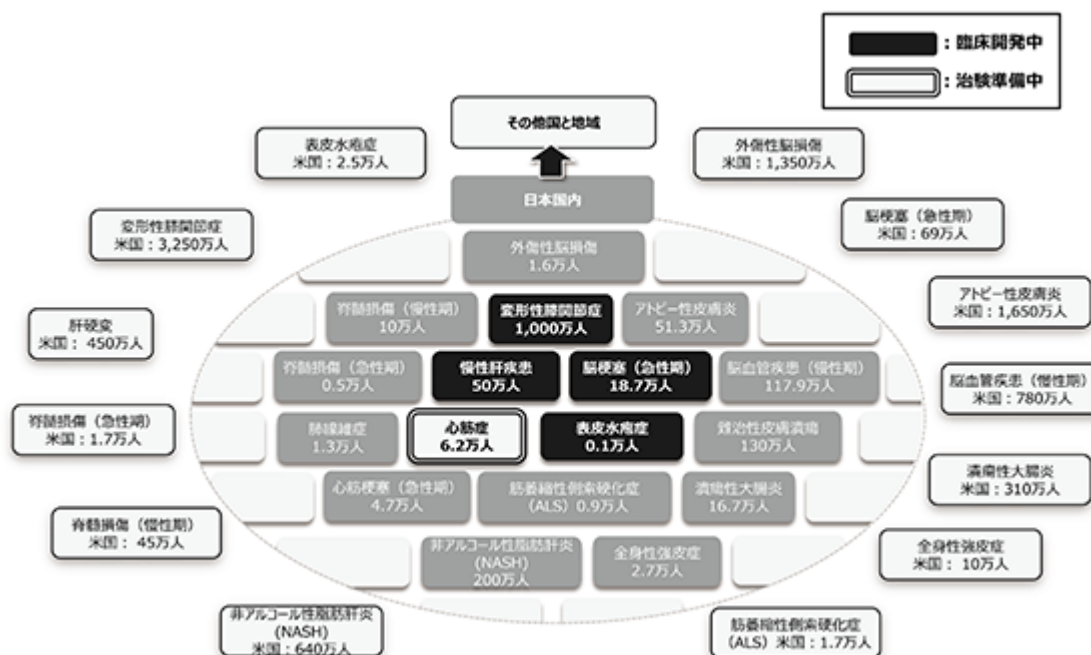 ：臨床開発中
：治験準備中
その他国と地域
表皮水疱症
米国：2.5万人
外傷性脳損傷
米国：1,350万人
日本国内
変形性膝関節症
米国：3,250万人
脳梗塞（急性期）
米国：69万人
外傷性脳損傷
1.6万人
アトピー性皮膚炎
米国：1,650万人
脊髄損傷（慢性期）
10万人
変形性膝関節症
1,000万人
アトピー性皮膚炎
51.3万人
肝硬変
米国： 450万人
脊髄損傷（急性期）
0.5万人
慢性肝疾患
50万人
脳梗塞（急性期）
18.7万人
脳血管疾患（慢性期）
117.9万人
脳血管疾患（慢性期）
米国：780万人
脊髄損傷（急性期）
米国：1.7万人
肺線維症
1.3万人
心筋症
6.2万人
表皮水疱症
0.1万人
難治性皮膚潰瘍
130万人
潰瘍性大腸炎
米国：310万人
心筋梗塞（急性期）
4.7万人
筋萎縮性側索硬化症
(ALS) 0.9万人
潰瘍性大腸炎
16.7万人
脊髄損傷（慢性期）
米国： 45万人
非アルコール性脂肪肝炎
(NASH)
200万人
全身性強皮症
2.7万人
全身性強皮症
米国： 10万人
非アルコール性脂肪肝炎
(NASH)
米国：640万人
筋萎縮性側索硬化症
(ALS) 米国：1.7万人